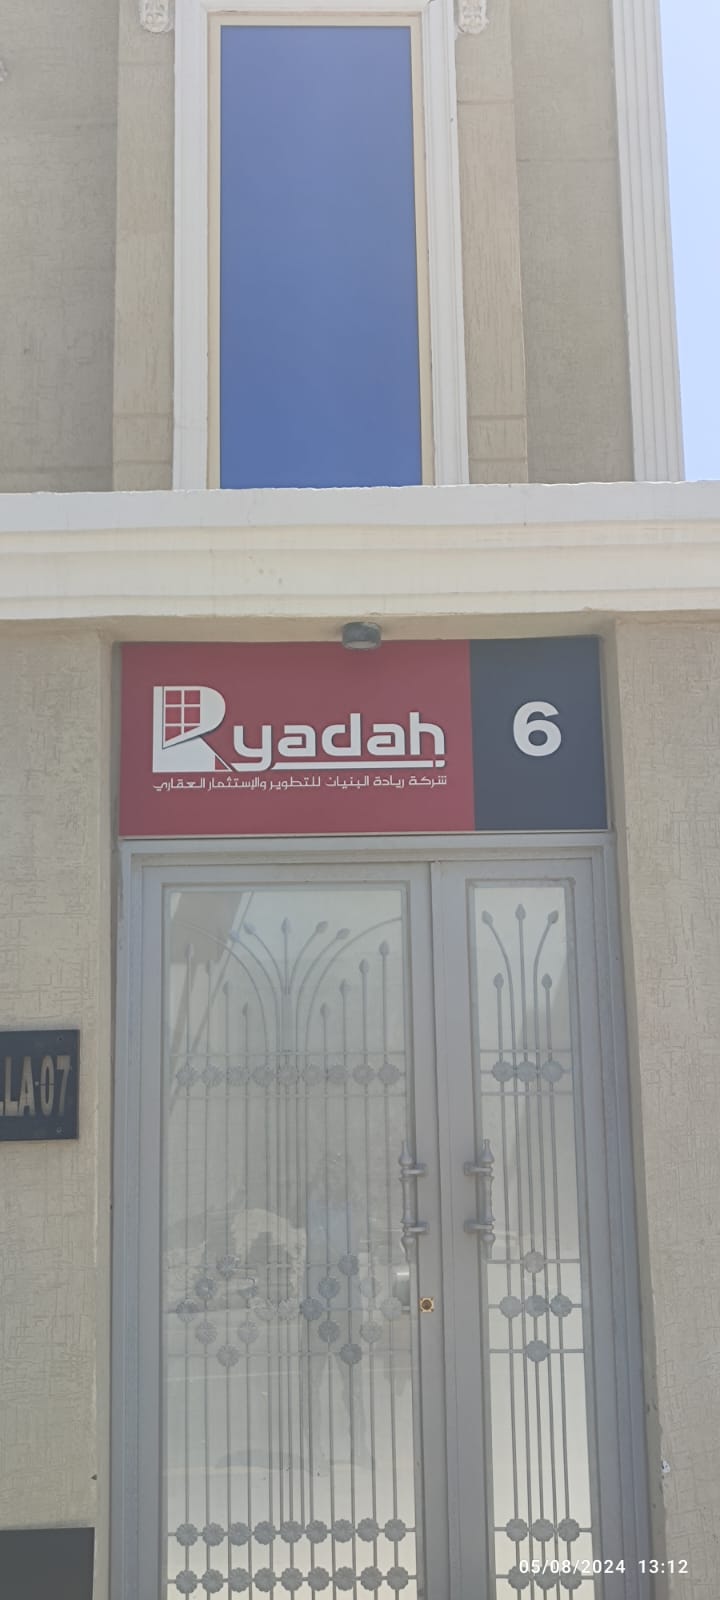 Ryadah
6
شركة ريادة البنيان للتطوير والإستثمار العقاري
LLA-07
05/08/2024 13:12